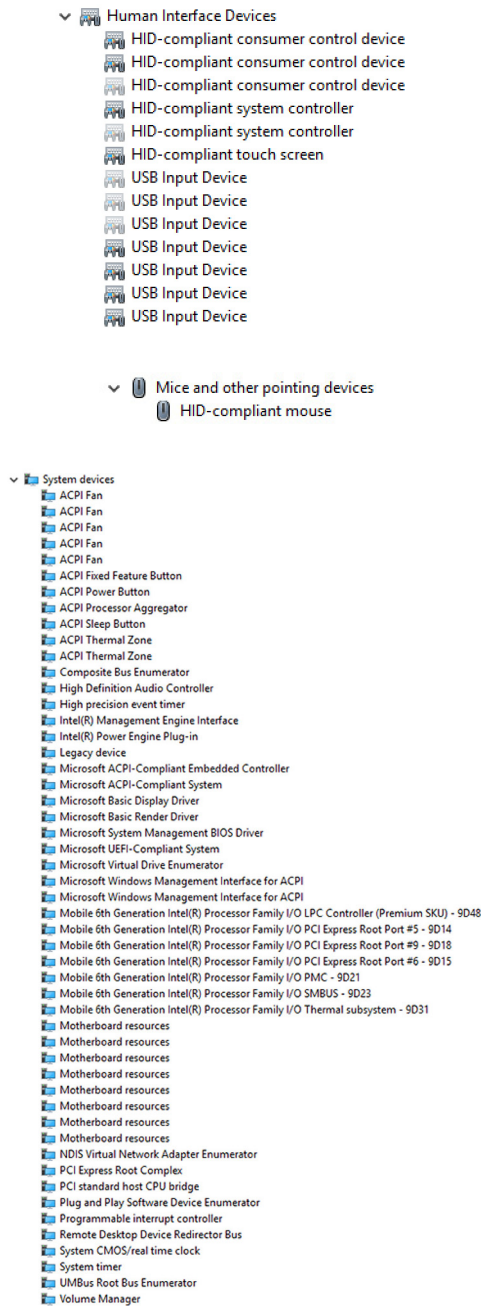 Human Interface Devices
HID-compliant consumer control device
HID-compliant consumer control device
HID-compliant consumer control device
HID-compliant system controller
HID-compliant system controller
HID-compliant touch screen
USB Input Device
USB Input Device
USB Input Device
USB Input Device
USB Input Device
USB Input Device
USB Input Device
Mice and other pointing devices
HID-compliant mouse
System devices
ACPI Fan
ACPI Fan
ACPI Fan
ACPI Fan
ACPI Fan
ACPI Fixed Feature Button
ACPI Power Button
ACPI Processor Aggregator
ACPI Sleep Button
ACPI Thermal Zone
ACPI Thermal Zone
Composite Bus Enumerator
High Definition Audio Controller
High precision event timer
Intel(R) Management Engine Interface
Intel(R) Power Engine Plug-in
Legacy device
Microsoft ACPI-Compliant Embedded Controller
Microsoft ACPI-Compliant System
Microsoft Basic Display Driver
Microsoft Basic Render Driver
Microsoft System Management BIOS Driver
Microsoft UEFI-Compliant System
Microsoft Virtual Drive Enumerator
Microsoft Windows Management Interface for ACPI
Microsoft Windows Management Interface for ACPI
Mobile 6th Generation Intel(R) Processor Family I/O LPC Controller (Premium SKU) - 9D48
Mobile 6th Generation Intel(R) Processor Family I/O PCI Express Root Port #5 - 9D14
Mobile 6th Generation Intel(R) Processor Family I/O PCI Express Root Port #9 - 9D18
Mobile 6th Generation Intel(R) Processor Family I/O PCI Express Root Port #6 - 9D15
Mobile 6th Generation Intel(R) Processor Family I/O PMC - 9D21
Mobile 6th Generation Intel(R) Processor Family I/O SMBUS - 9D23
Mobile 6th Generation Intel(R) Processor Family I/O Thermal subsystem - 9D31
Motherboard resources
Motherboard resources
Motherboard resources
Motherboard resources
Motherboard resources
Motherboard resources
Motherboard resources
Motherboard resources
NDIS Virtual Network Adapter Enumerator
PCI Express Root Complex
PCI standard host CPU bridge
Plug and Play Software Device Enumerator
Programmable interrupt controller
Remote Desktop Device Redirector Bus
System CMOS/real time clock
System timer
UMBus Root Bus Enumerator
Volume Manager